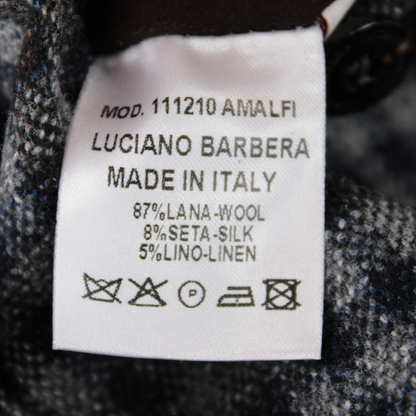 MOD. 111210 AMALFI
LUCIANO BARBERA
MADE IN ITALY
87%LANA-WOOL
8%SETA-SILK
5%LINO-LINEN
P